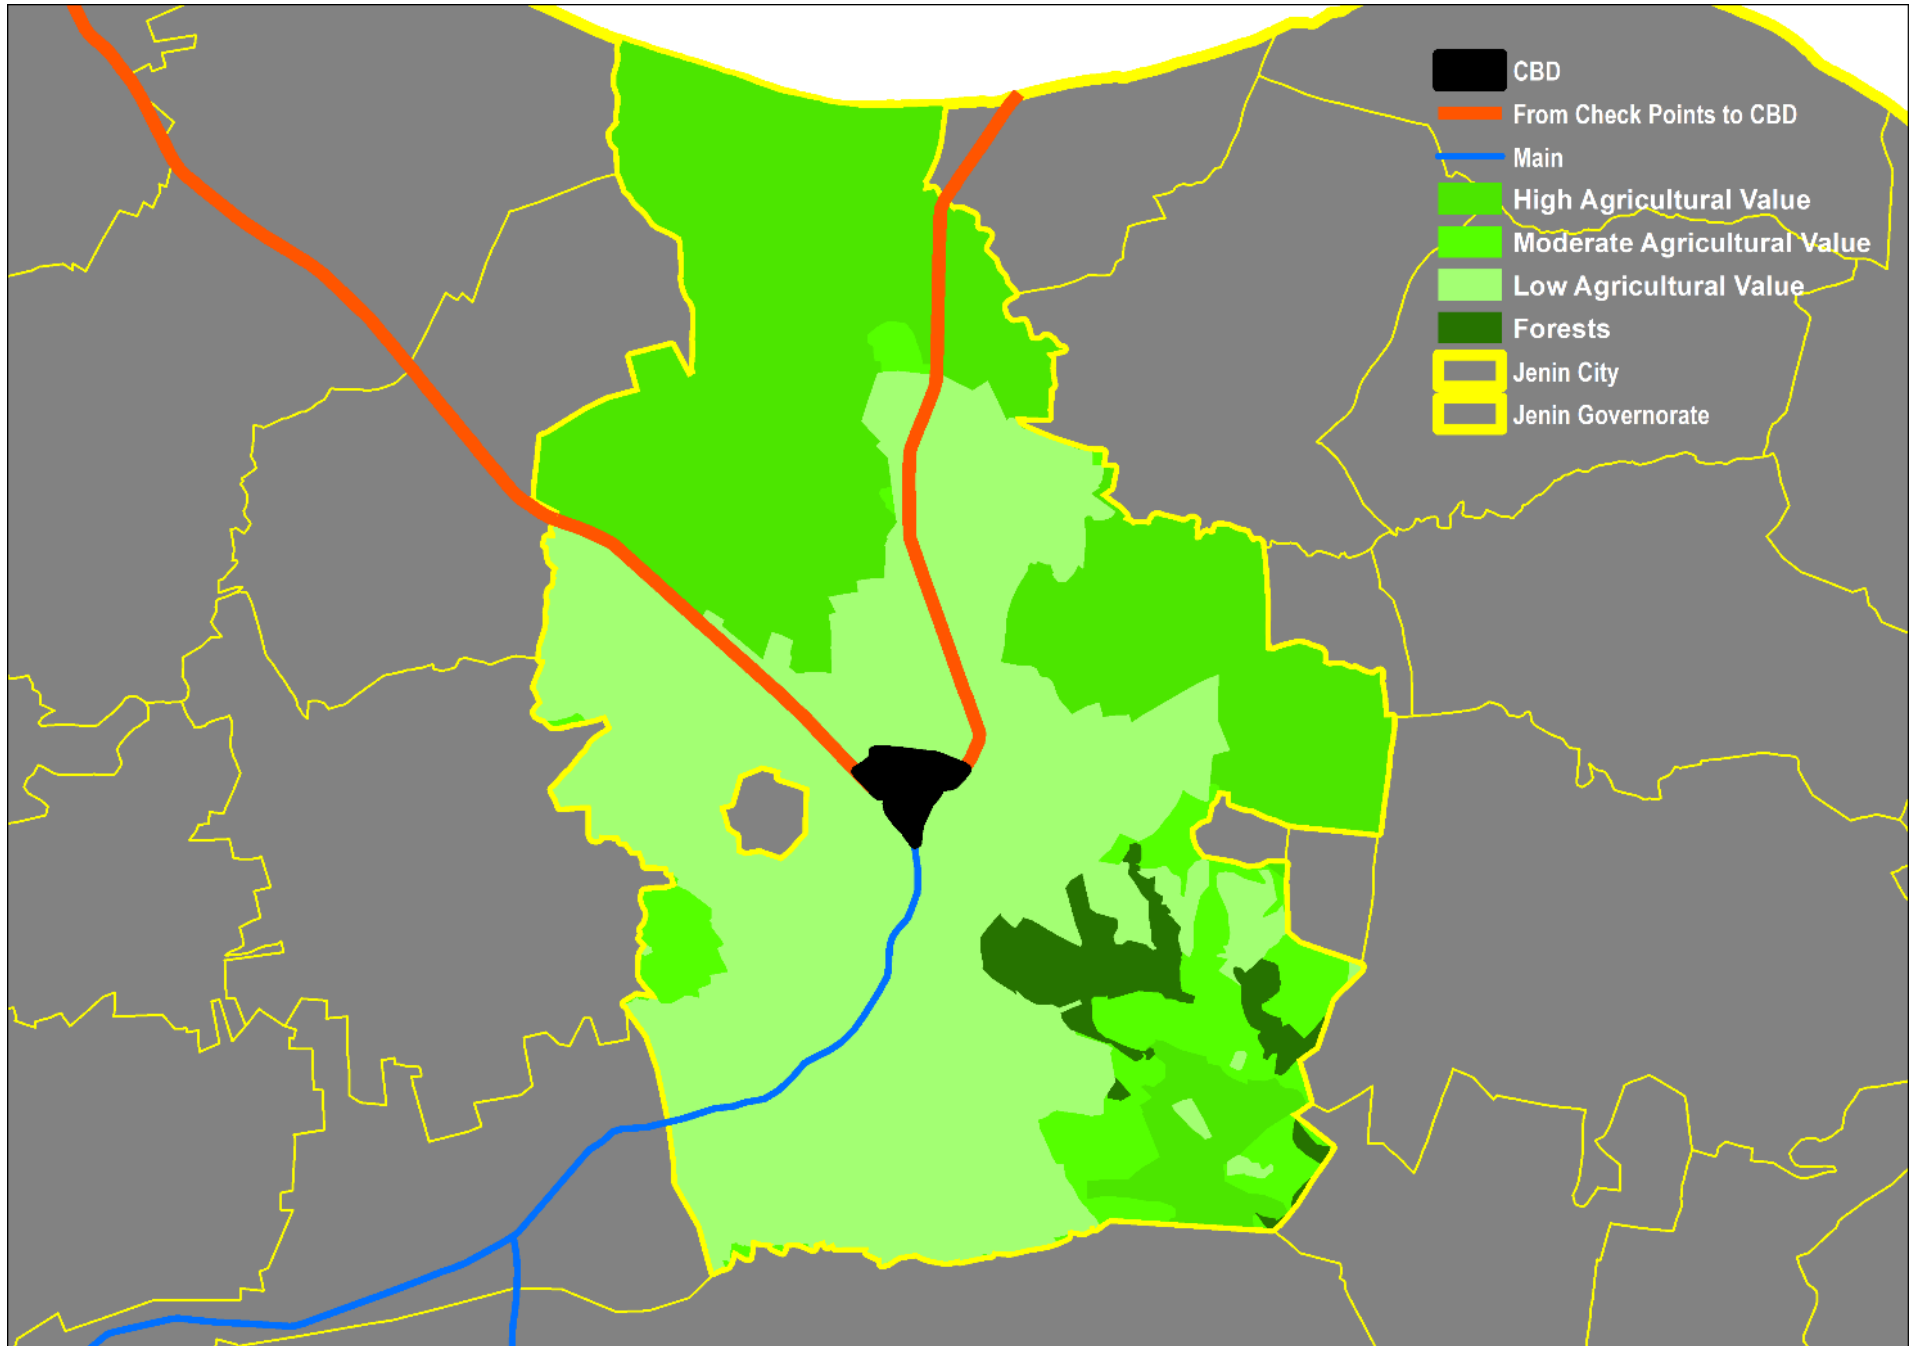 CBD
From Check Points to CBD
Main
High Agricultural Value
Moderate Agricultural Value
Low Agricultural Value
Forests
Jenin City
Jenin Governorate